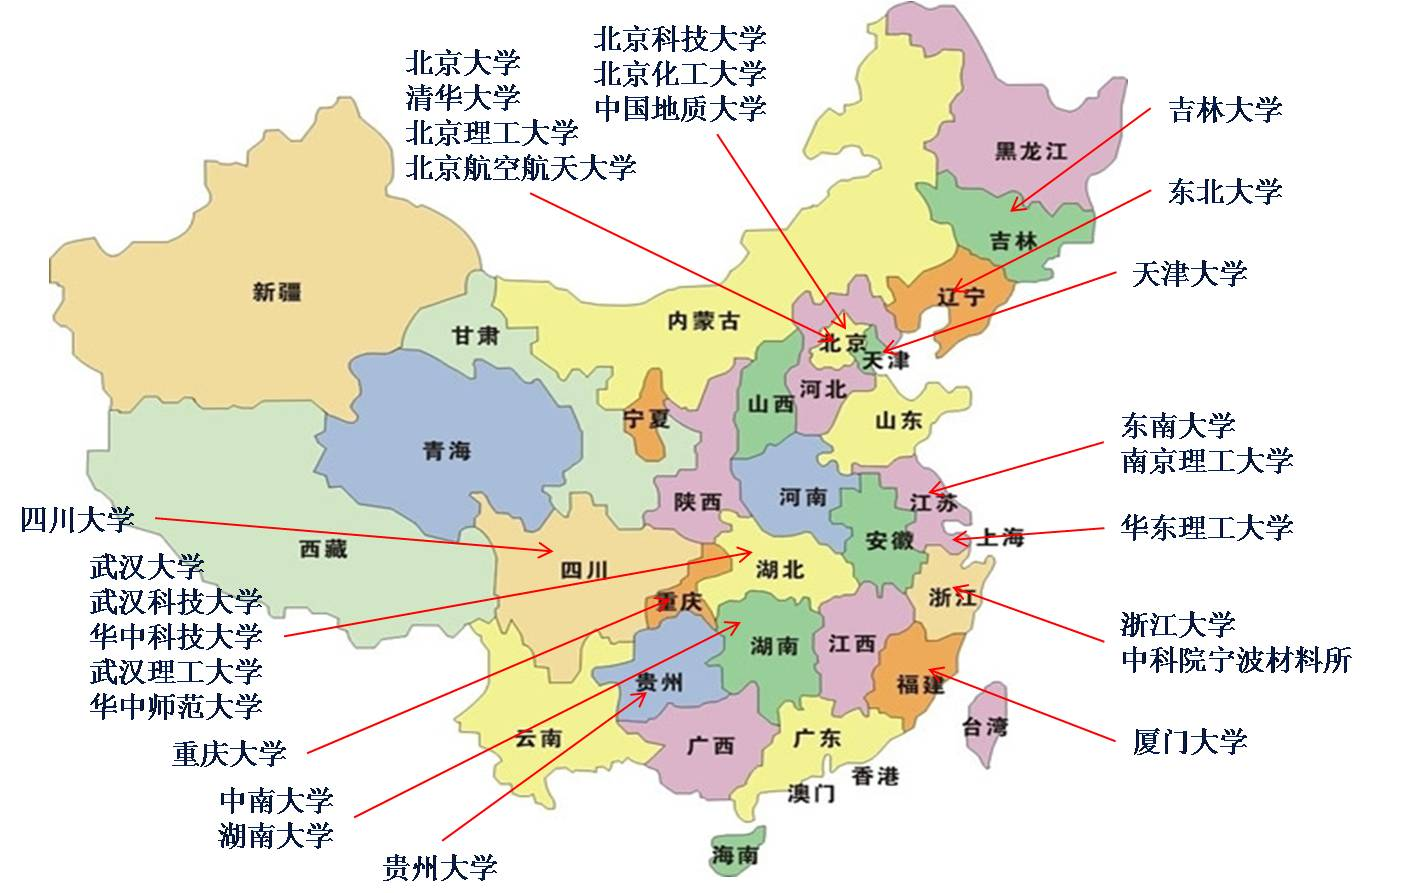 北京科技大学
北京化工大学
中国地质大学
北京大学
清华大学
北京理工大学
北京航空航天大学
吉林大学
东北大学
天津大学
东南大学
南京理工大学
华东理工大学
浙江大学
中科院宁波材料所
厦门大学
四川大学
武汉大学
武汉科技大学
华中科技大学
武汉理工大学
华中师范大学
重庆大学
中南大学
湖南大学
贵州大学
黑龙江
吉林
辽宁
新疆
内蒙古
甘肃
北京
天津
河北
山西
山东
宁夏
青海
陕西
河南
江苏
安徽
上海
西藏
四川
湖北
重庆
浙江
湖南
江西
贵州
福建
云南
广西
广东
台湾
香港
澳门
海南